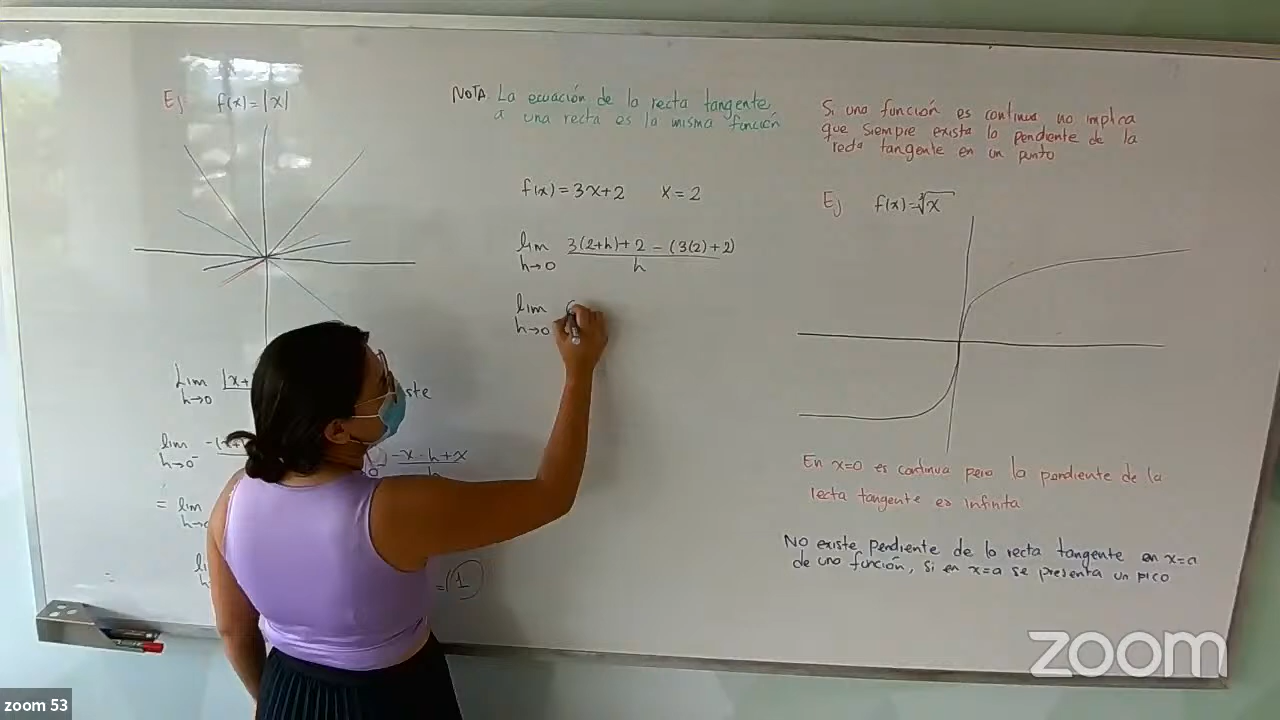 Ej f(x)=|x|
Lim
h→0
lim
h→0⁻
-x-h+x
h
= lim
=(1)
NOTA La ecuación de la recta tangente
a una recta es la misma función
f(x)=3x+2 x=2
lim 3(2+h)+2-(3(2)+2)
h→0 h
lim
h→0
Si una función es continua no implica
que siempre exista la pendiente de la
recta tangente en un punto
Ej f(x)=∛x
En x=0 es continua pero la pendiente de la
recta tangente es infinita
No existe pendiente de la recta tangente en x=a
de una función, si en x=a se presenta un pico
zoom
zoom 53